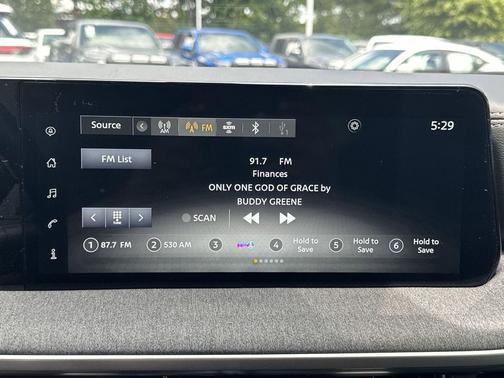 Source AM FM sxm 1 5:29
FM List
91.7 FM
Finances
ONLY ONE GOD OF GRACE by
BUDDY GREENE
SCAN
1 87.7 FM 2 530 AM 3 4 Hold to 5 Hold to 6 Hold to
Save Save Save